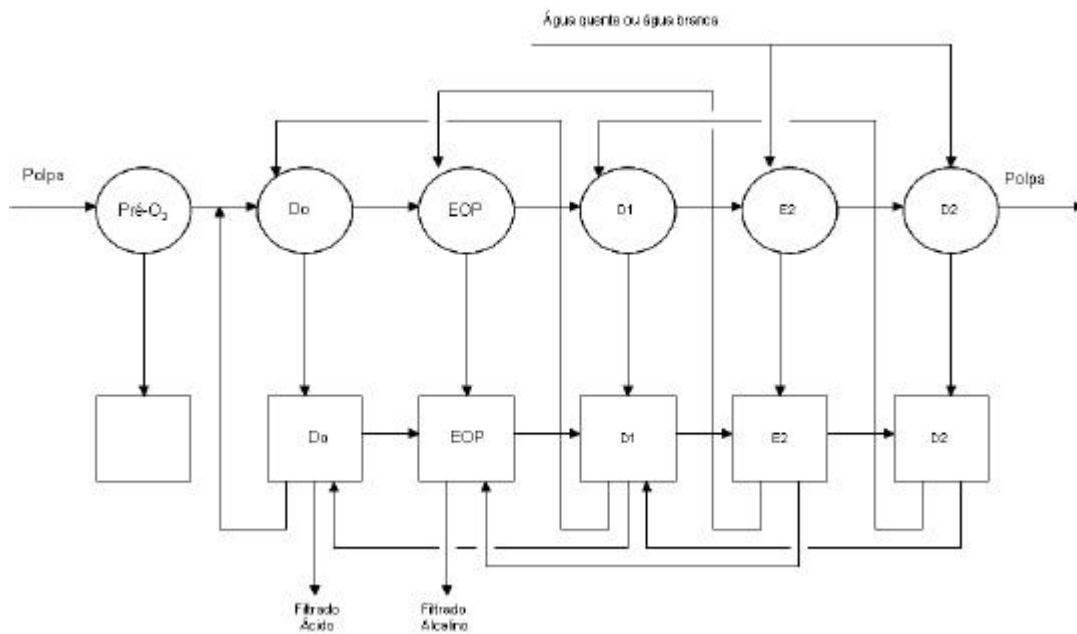 Água quente ou água branca
Polpa
Pré-O₂
Do
EOP
D1
E2
D2
Polpa
Do
EOP
D1
E2
D2
Filtrado
Ácido
Filtrado
Alcalino